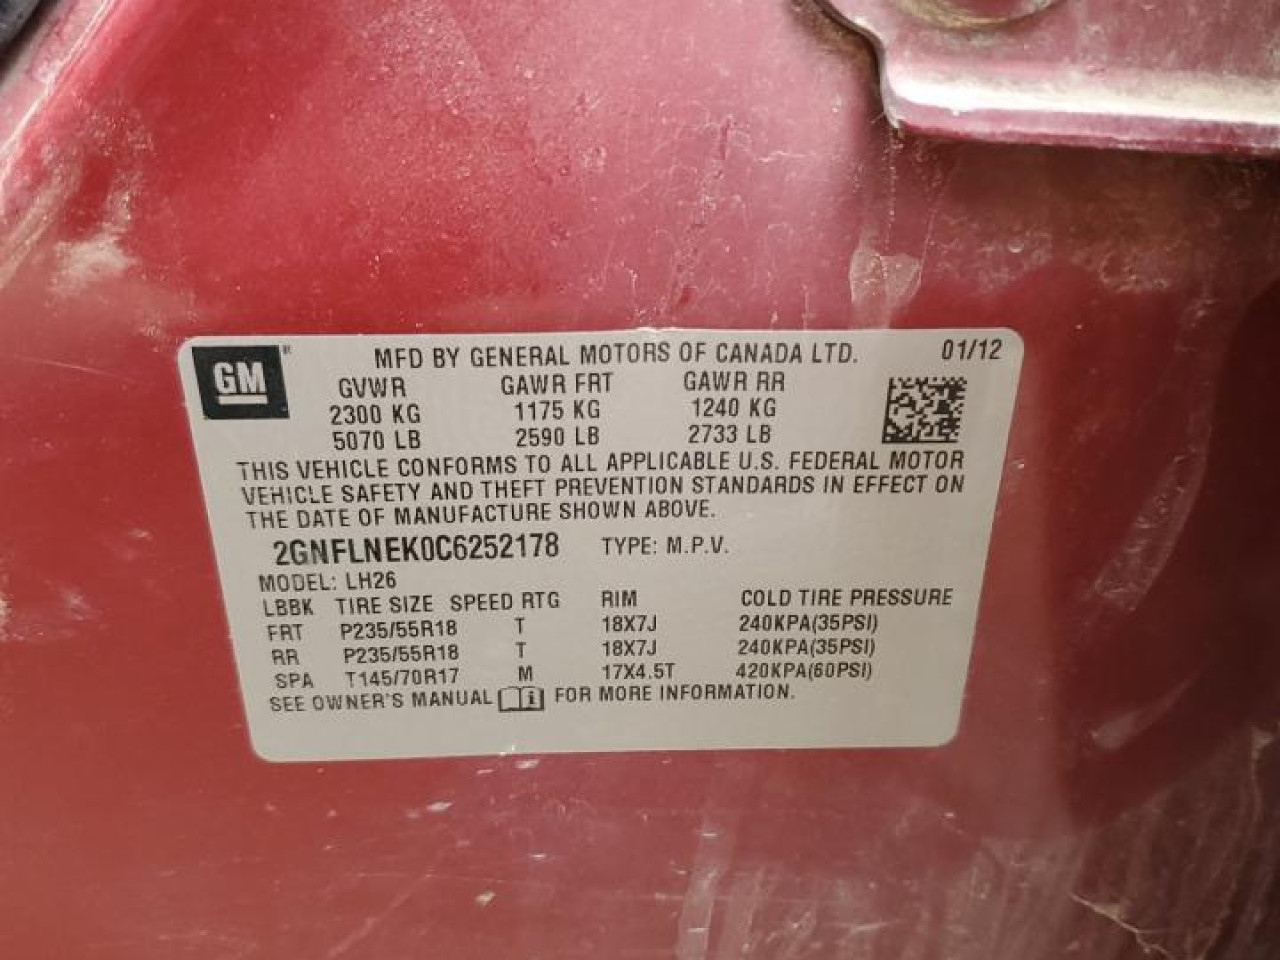 GM® MFD BY GENERAL MOTORS OF CANADA LTD. 01/12
GVWR GAWR FRT GAWR RR
2300 KG 1175 KG 1240 KG
5070 LB 2590 LB 2733 LB
THIS VEHICLE CONFORMS TO ALL APPLICABLE U.S. FEDERAL MOTOR
VEHICLE SAFETY AND THEFT PREVENTION STANDARDS IN EFFECT ON
THE DATE OF MANUFACTURE SHOWN ABOVE.
2GNFLNEK0C6252178 TYPE: M.P.V.
MODEL: LH26
LBBK TIRE SIZE SPEED RTG RIM COLD TIRE PRESSURE
FRT P235/55R18 T 18X7J 240KPA(35PSI)
RR P235/55R18 T 18X7J 240KPA(35PSI)
SPA T145/70R17 M 17X4.5T 420KPA(60PSI)
SEE OWNER'S MANUAL i FOR MORE INFORMATION.